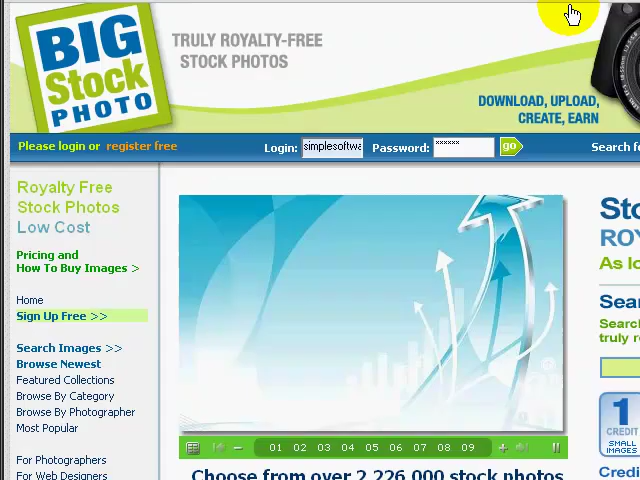 BIG
Stock
PHOTO
TRULY ROYALTY-FREE
STOCK PHOTOS
DOWNLOAD, UPLOAD,
CREATE, EARN
Please login or register free
Login: simplesoftwa Password: ****** go Search f
Royalty Free
Stock Photos
Low Cost
Pricing and
How To Buy Images >
Home
Sign Up Free >>
Search Images >>
Browse Newest
Featured Collections
Browse By Category
Browse By Photographer
Most Popular
For Photographers
For Web Designers
01 02 03 04 05 06 07 08 09
Choose from over 2,226,000 stock photos
Sto
ROY
As lo
Sear
Search
truly r
1
CREDIT
SMALL
IMAGES
Credi